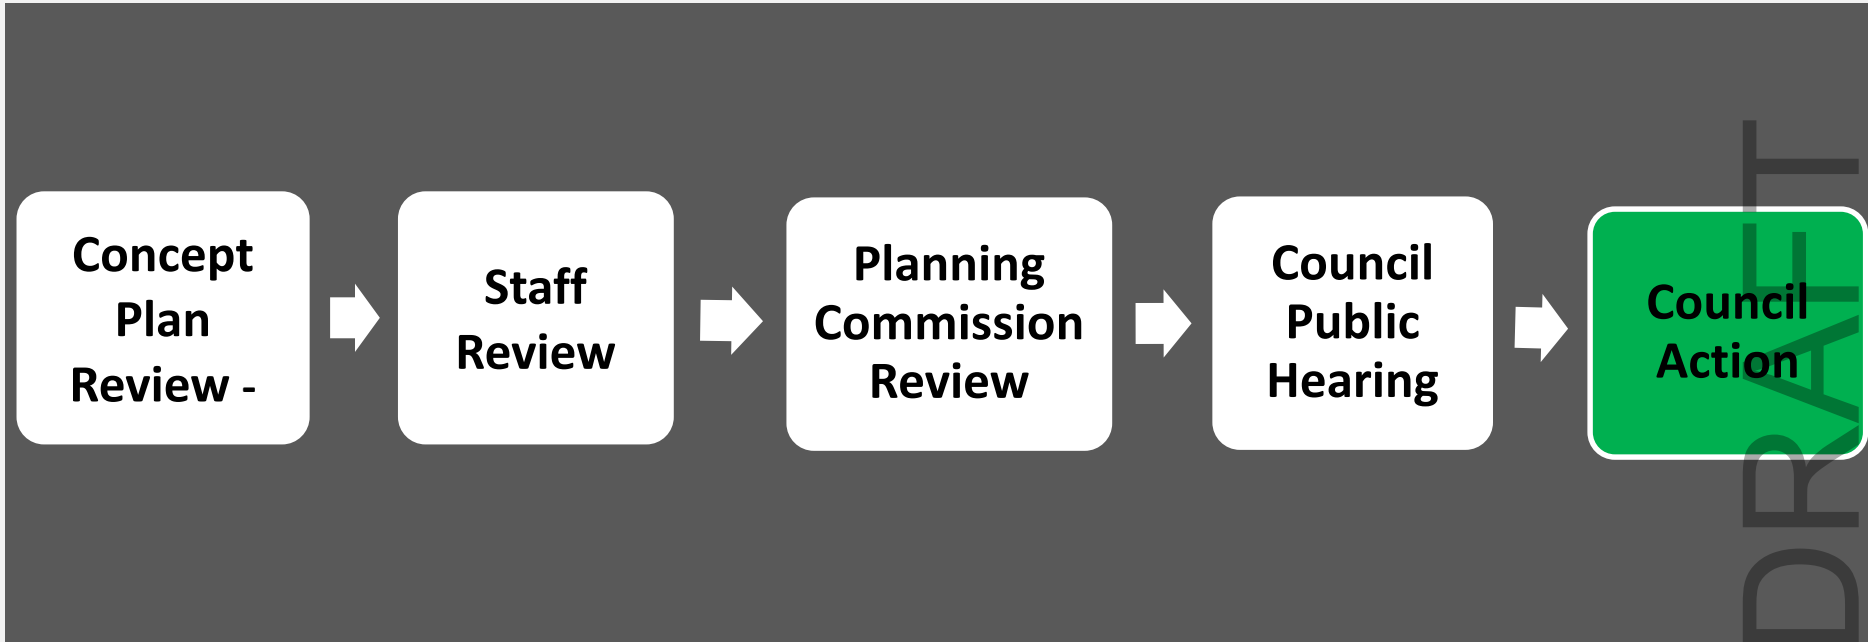 Concept
Plan
Review -
Staff
Review
Planning
Commission
Review
Council
Public
Hearing
Council
Action
DRAFT